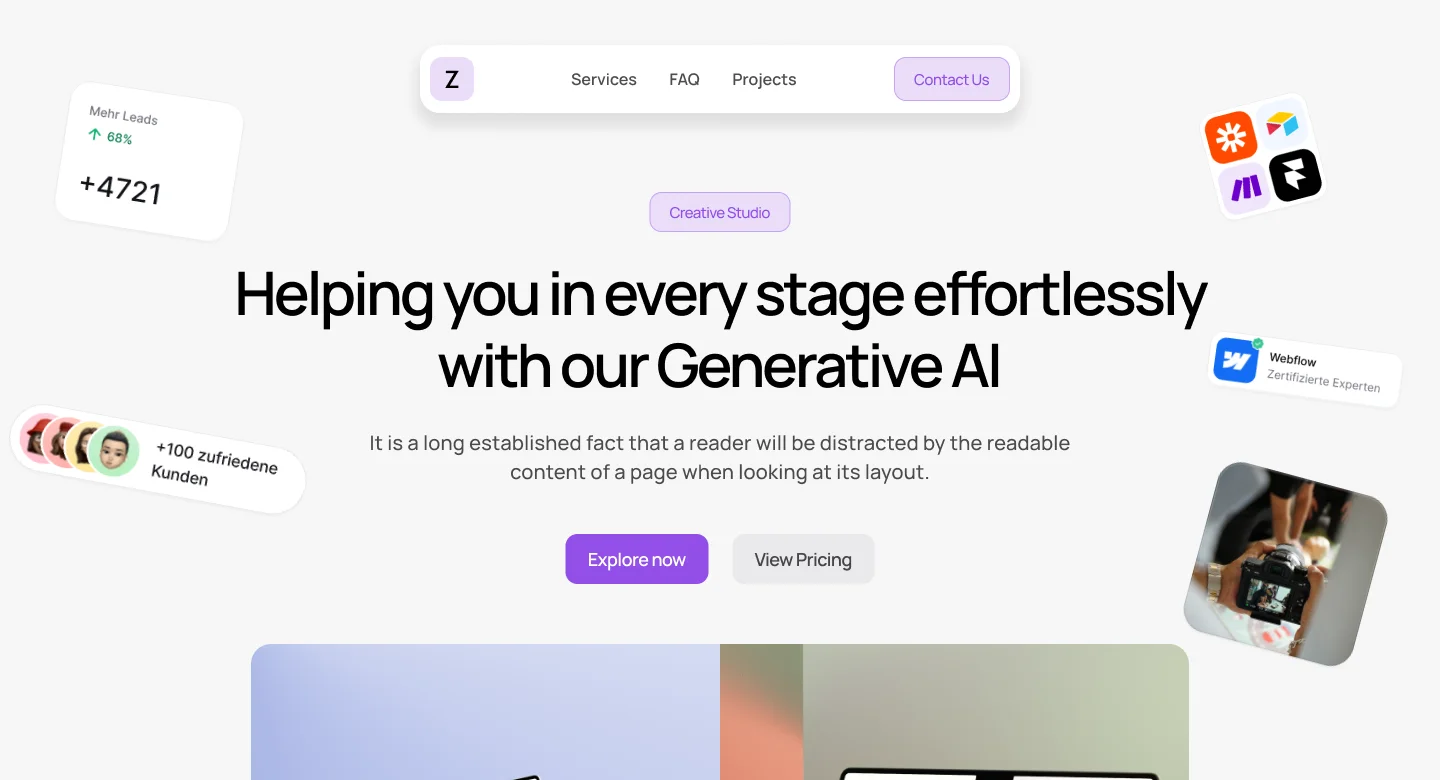 Z
Services
FAQ
Projects
Contact Us
Mehr Leads
68%
+4721
Creative Studio
Helping you in every stage effortlessly
with our Generative AI
Webflow
Zertifizierte Experten
It is a long established fact that a reader will be distracted by the readable
content of a page when looking at its layout.
+100 zufriedene
Kunden
Explore now
View Pricing